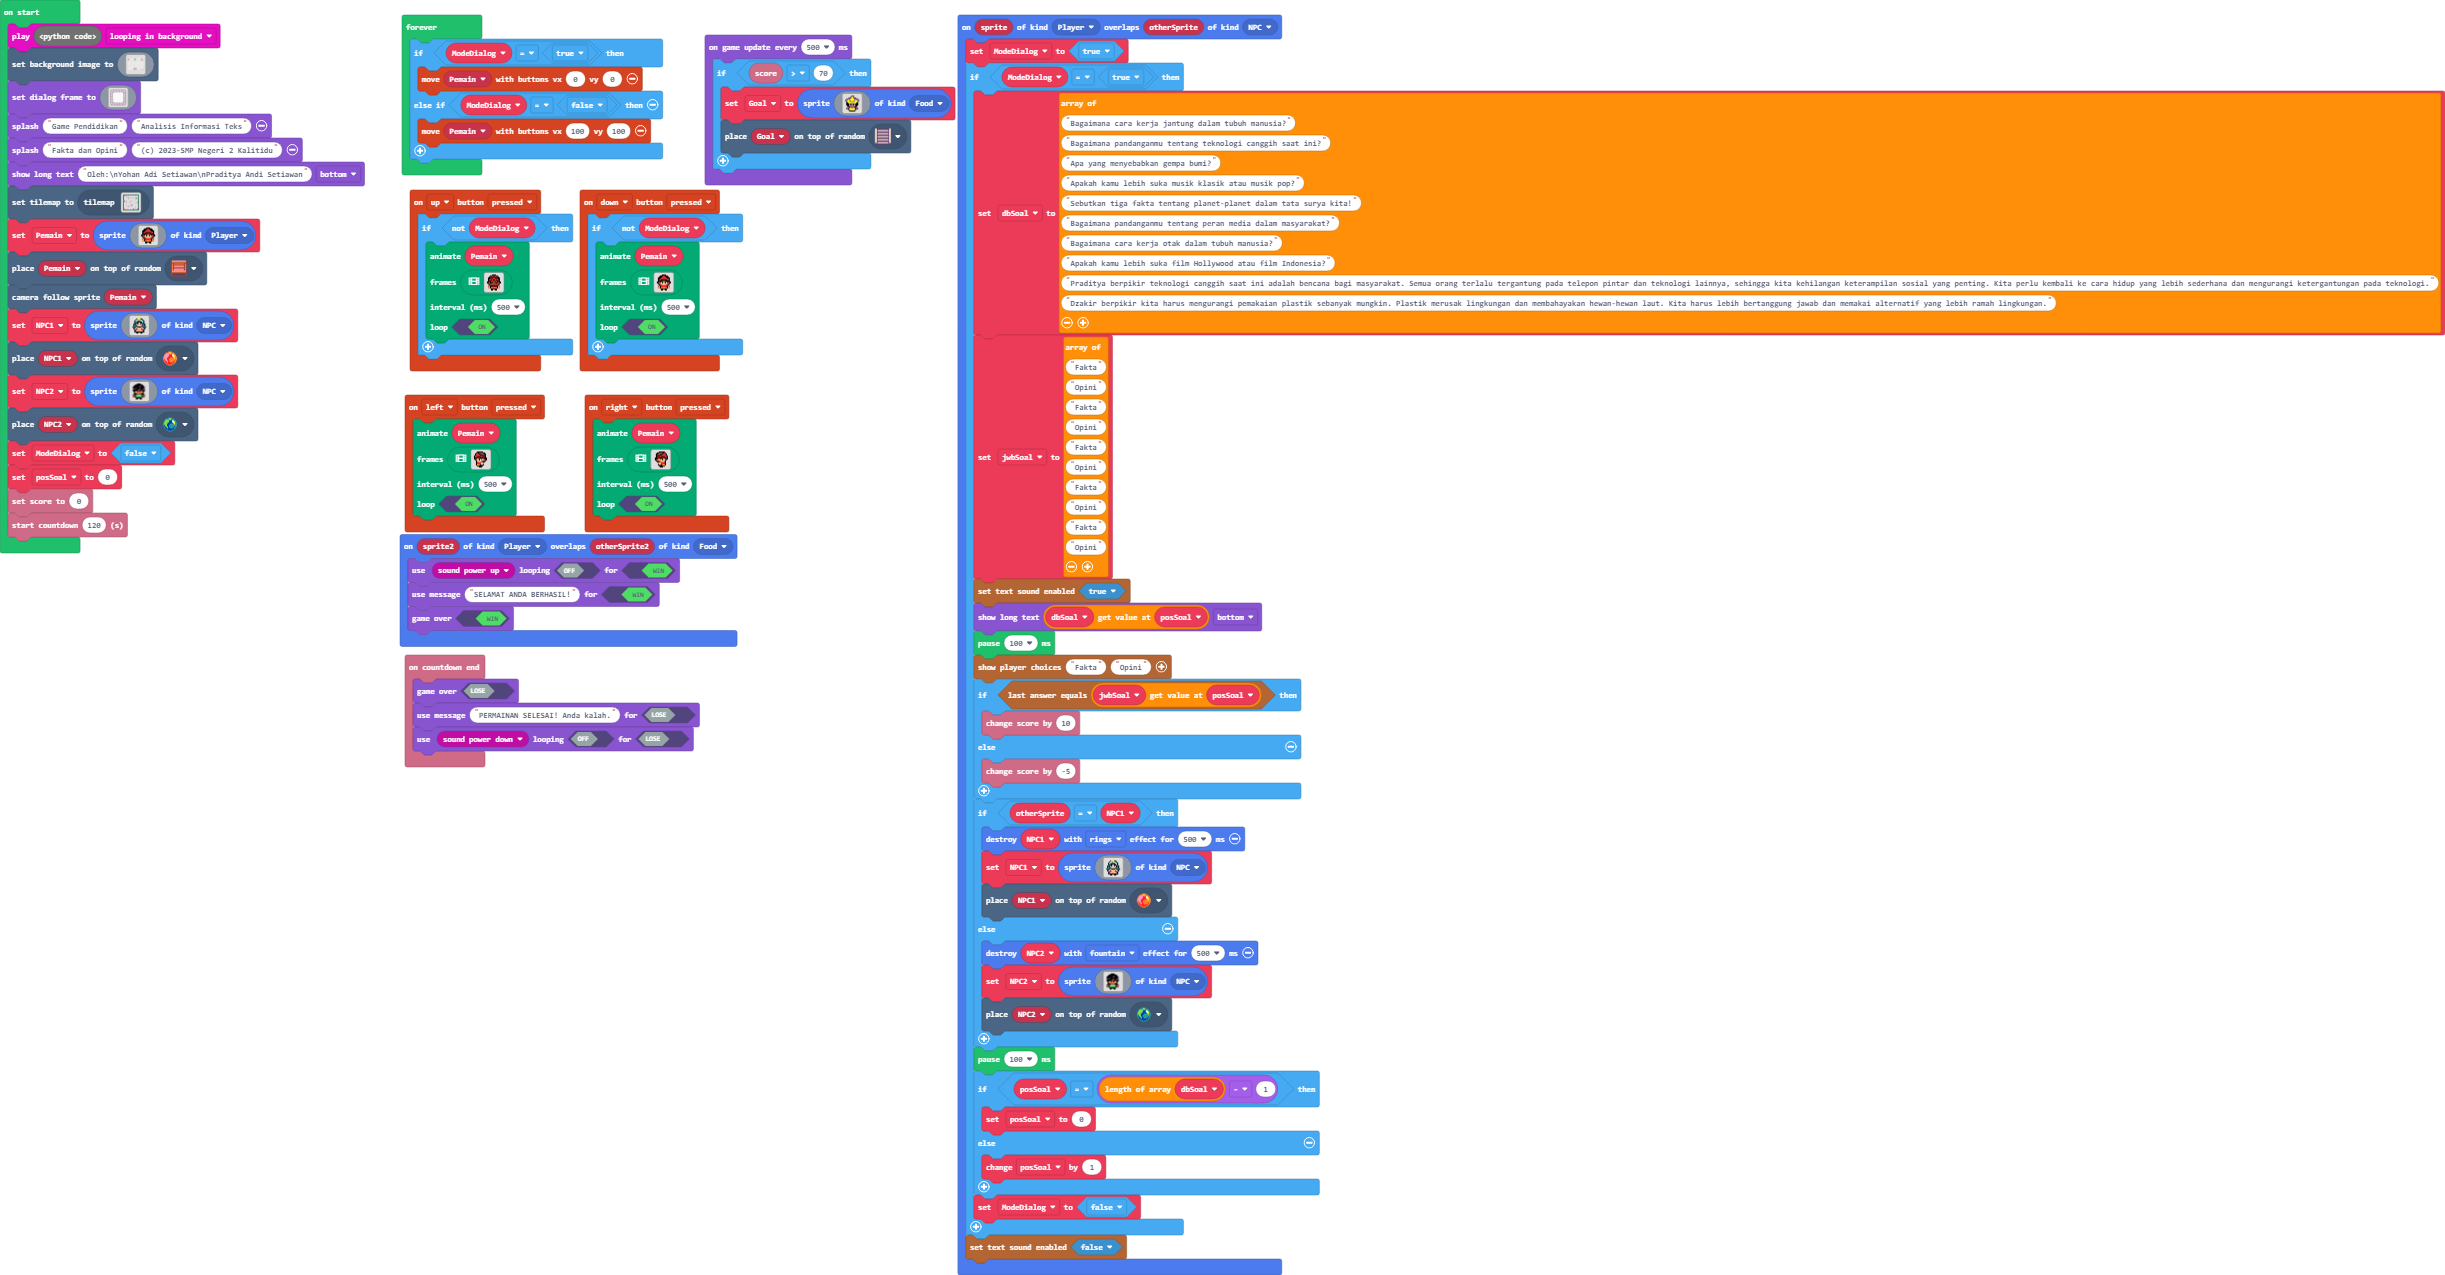 on start
play <python code> looping in background
set background image to
set dialog frame to
splash "Game Pendidikan" "Analisis Informasi Teks"
splash "Fakta dan Opini" "(c) 2023-SMP Negeri 2 Kalitidu"
show long text "Oleh:\nYohan Adi Setiawan\nPraditya Andi Setiawan" bottom
set tilemap to tilemap
set Pemain to sprite of kind Player
place Pemain on top of random
camera follow sprite Pemain
set NPC1 to sprite of kind NPC
place NPC1 on top of random
set NPC2 to sprite of kind NPC
place NPC2 on top of random
set ModeDialog to false
set posSoal to 0
set score to 0
start countdown 120 (s)
forever
if ModeDialog = true then
move Pemain with buttons vx 0 vy 0
else if ModeDialog = false then
move Pemain with buttons vx 100 vy 100
on game update every 500 ms
if score > 70 then
set Goal to sprite of kind Food
place Goal on top of random
on up button pressed
if not ModeDialog then
animate Pemain
frames
interval (ms) 500
loop ON
on down button pressed
if not ModeDialog then
animate Pemain
frames
interval (ms) 500
loop ON
on left button pressed
animate Pemain
frames
interval (ms) 500
loop ON
on right button pressed
animate Pemain
frames
interval (ms) 500
loop ON
on sprite2 of kind Player overlaps otherSprite2 of kind Food
use sound power up looping OFF for WIN
use message "SELAMAT ANDA BERHASIL!" for WIN
game over WIN
on countdown end
game over LOSE
use message "PERMAINAN SELESAI! Anda kalah." for LOSE
use sound power down looping OFF for LOSE
on sprite of kind Player overlaps otherSprite of kind NPC
set ModeDialog to true
if ModeDialog = true then
set dbSoal to array of
"Bagaimana cara kerja jantung dalam tubuh manusia?"
"Bagaimana pandanganmu tentang teknologi canggih saat ini?"
"Apa yang menyebabkan gempa bumi?"
"Apakah kamu lebih suka musik klasik atau musik pop?"
"Sebutkan tiga fakta tentang planet-planet dalam tata surya kita!"
"Bagaimana pandanganmu tentang peran media dalam masyarakat?"
"Bagaimana cara kerja otak dalam tubuh manusia?"
"Apakah kamu lebih suka film Hollywood atau film Indonesia?"
"Praditya berpikir teknologi canggih saat ini adalah bencana bagi masyarakat. Semua orang terlalu tergantung pada telepon pintar dan teknologi lainnya, sehingga kita kehilangan keterampilan sosial yang penting. Kita perlu kembali ke cara hidup yang lebih sederhana dan mengurangi ketergantungan pada teknologi."
"Dzakir berpikir kita harus mengurangi pemakaian plastik sebanyak mungkin. Plastik merusak lingkungan dan membahayakan hewan-hewan laut. Kita harus lebih bertanggung jawab dan memakai alternatif yang lebih ramah lingkungan."
set jwbSoal to array of
"Fakta"
"Opini"
"Fakta"
"Opini"
"Fakta"
"Opini"
"Fakta"
"Opini"
"Fakta"
"Opini"
set text sound enabled true
show long text dbSoal get value at posSoal bottom
pause 100 ms
show player choices "Fakta" "Opini"
if last answer equals jwbSoal get value at posSoal then
change score by 10
else
change score by -5
if otherSprite = NPC1 then
destroy NPC1 with rings effect for 500 ms
set NPC1 to sprite of kind NPC
place NPC1 on top of random
else
destroy NPC2 with fountain effect for 500 ms
set NPC2 to sprite of kind NPC
place NPC2 on top of random
pause 100 ms
if posSoal = length of array dbSoal - 1 then
set posSoal to 0
else
change posSoal by 1
set ModeDialog to false
set text sound enabled false